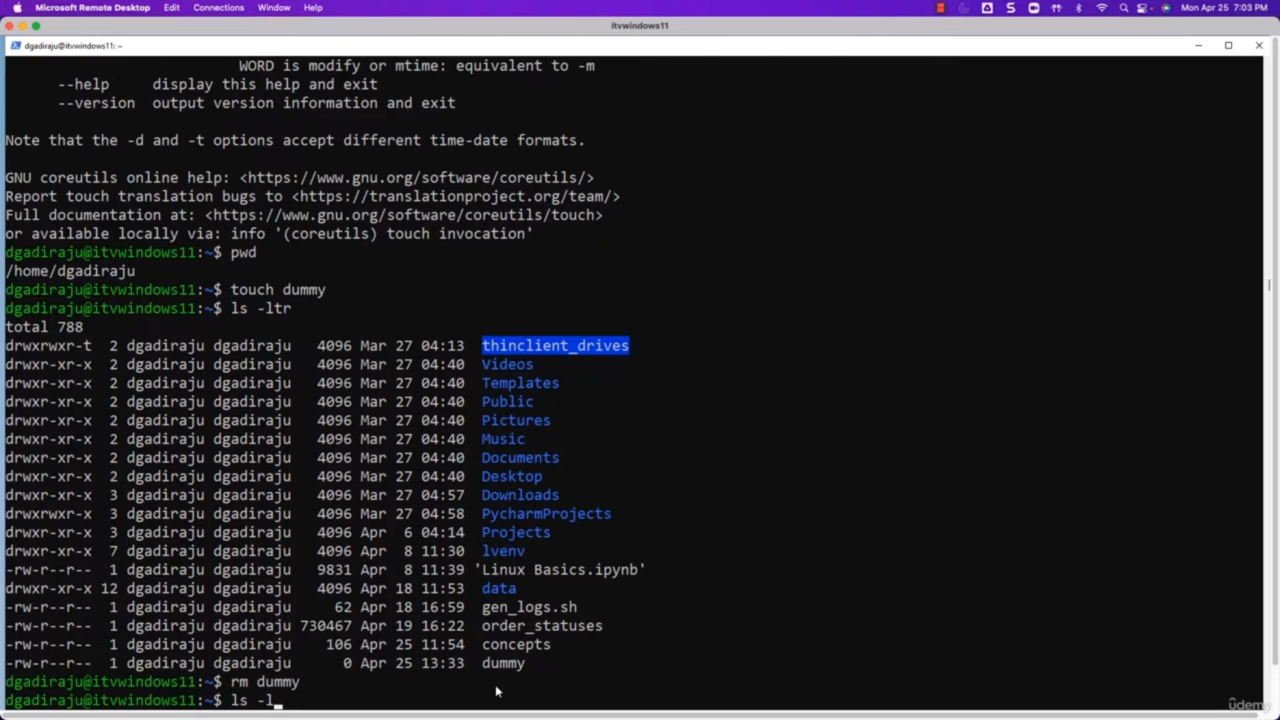 Microsoft Remote Desktop Edit Connections Window Help Mon Apr 25 7:03 PM
itvwindows11
dgadiraju@itvwindows11: ~
WORD is modify or mtime: equivalent to -m
--help display this help and exit
--version output version information and exit
Note that the -d and -t options accept different time-date formats.
GNU coreutils online help: <https://www.gnu.org/software/coreutils/>
Report touch translation bugs to <https://translationproject.org/team/>
Full documentation at: <https://www.gnu.org/software/coreutils/touch>
or available locally via: info '(coreutils) touch invocation'
dgadiraju@itvwindows11:~$ pwd
/home/dgadiraju
dgadiraju@itvwindows11:~$ touch dummy
dgadiraju@itvwindows11:~$ ls -ltr
total 788
drwxrwxr-t 2 dgadiraju dgadiraju 4096 Mar 27 04:13 thinclient_drives
drwxr-xr-x 2 dgadiraju dgadiraju 4096 Mar 27 04:40 Videos
drwxr-xr-x 2 dgadiraju dgadiraju 4096 Mar 27 04:40 Templates
drwxr-xr-x 2 dgadiraju dgadiraju 4096 Mar 27 04:40 Public
drwxr-xr-x 2 dgadiraju dgadiraju 4096 Mar 27 04:40 Pictures
drwxr-xr-x 2 dgadiraju dgadiraju 4096 Mar 27 04:40 Music
drwxr-xr-x 2 dgadiraju dgadiraju 4096 Mar 27 04:40 Documents
drwxr-xr-x 2 dgadiraju dgadiraju 4096 Mar 27 04:40 Desktop
drwxr-xr-x 3 dgadiraju dgadiraju 4096 Mar 27 04:57 Downloads
drwxrwxr-x 3 dgadiraju dgadiraju 4096 Mar 27 04:58 PycharmProjects
drwxr-xr-x 3 dgadiraju dgadiraju 4096 Apr 6 04:14 Projects
drwxr-xr-x 7 dgadiraju dgadiraju 4096 Apr 8 11:30 lvenv
-rw-r--r-- 1 dgadiraju dgadiraju 9831 Apr 8 11:39 'Linux Basics.ipynb'
drwxr-xr-x 12 dgadiraju dgadiraju 4096 Apr 18 11:53 data
-rw-r--r-- 1 dgadiraju dgadiraju 62 Apr 18 16:59 gen_logs.sh
-rw-r--r-- 1 dgadiraju dgadiraju 730467 Apr 19 16:22 order_statuses
-rw-r--r-- 1 dgadiraju dgadiraju 106 Apr 25 11:54 concepts
-rw-r--r-- 1 dgadiraju dgadiraju 0 Apr 25 13:33 dummy
dgadiraju@itvwindows11:~$ rm dummy
dgadiraju@itvwindows11:~$ ls -l
udemy